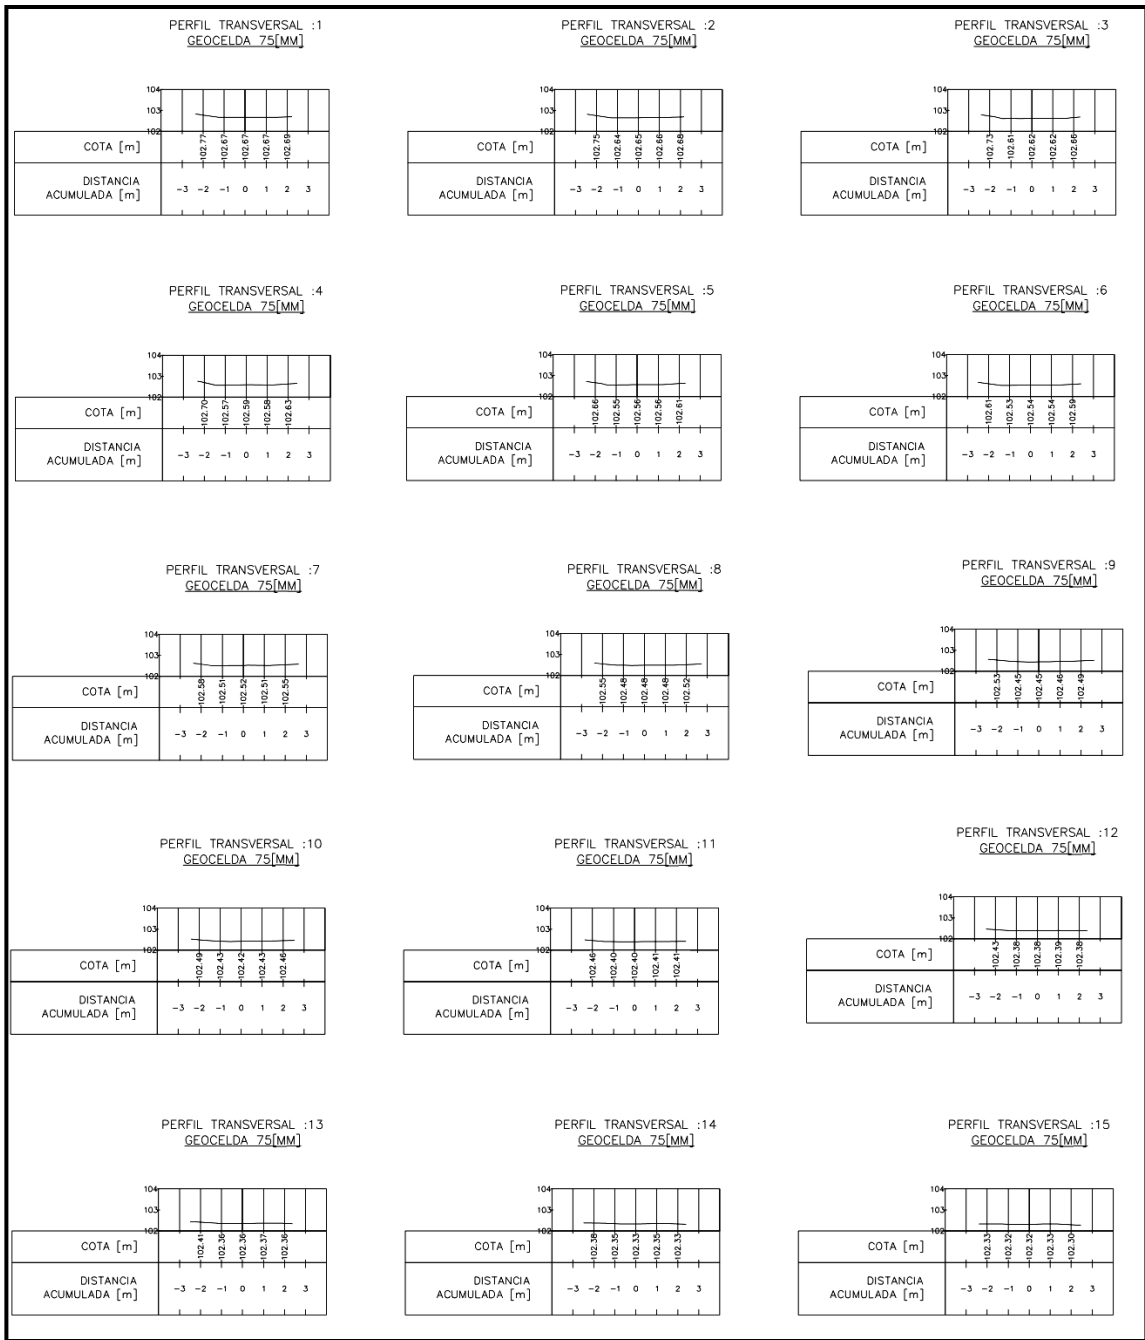 PERFIL TRANSVERSAL :1
GEOCELDA 75[MM]
104
103
102
COTA [m]
102.77 102.67 102.67 102.67 102.69
DISTANCIA
ACUMULADA [m]
-3 -2 -1 0 1 2 3
PERFIL TRANSVERSAL :2
GEOCELDA 75[MM]
104
103
102
COTA [m]
102.75 102.64 102.65 102.66 102.68
DISTANCIA
ACUMULADA [m]
-3 -2 -1 0 1 2 3
PERFIL TRANSVERSAL :3
GEOCELDA 75[MM]
104
103
102
COTA [m]
102.73 102.61 102.62 102.62 102.66
DISTANCIA
ACUMULADA [m]
-3 -2 -1 0 1 2 3
PERFIL TRANSVERSAL :4
GEOCELDA 75[MM]
104
103
102
COTA [m]
102.70 102.57 102.59 102.58 102.63
DISTANCIA
ACUMULADA [m]
-3 -2 -1 0 1 2 3
PERFIL TRANSVERSAL :5
GEOCELDA 75[MM]
104
103
102
COTA [m]
102.66 102.55 102.56 102.56 102.61
DISTANCIA
ACUMULADA [m]
-3 -2 -1 0 1 2 3
PERFIL TRANSVERSAL :6
GEOCELDA 75[MM]
104
103
102
COTA [m]
102.61 102.53 102.54 102.54 102.59
DISTANCIA
ACUMULADA [m]
-3 -2 -1 0 1 2 3
PERFIL TRANSVERSAL :7
GEOCELDA 75[MM]
104
103
102
COTA [m]
102.58 102.51 102.52 102.51 102.55
DISTANCIA
ACUMULADA [m]
-3 -2 -1 0 1 2 3
PERFIL TRANSVERSAL :8
GEOCELDA 75[MM]
104
103
102
COTA [m]
102.55 102.48 102.48 102.48 102.52
DISTANCIA
ACUMULADA [m]
-3 -2 -1 0 1 2 3
PERFIL TRANSVERSAL :9
GEOCELDA 75[MM]
104
103
102
COTA [m]
102.53 102.45 102.45 102.46 102.49
DISTANCIA
ACUMULADA [m]
-3 -2 -1 0 1 2 3
PERFIL TRANSVERSAL :10
GEOCELDA 75[MM]
104
103
102
COTA [m]
102.49 102.43 102.42 102.43 102.46
DISTANCIA
ACUMULADA [m]
-3 -2 -1 0 1 2 3
PERFIL TRANSVERSAL :11
GEOCELDA 75[MM]
104
103
102
COTA [m]
102.46 102.40 102.40 102.41 102.41
DISTANCIA
ACUMULADA [m]
-3 -2 -1 0 1 2 3
PERFIL TRANSVERSAL :12
GEOCELDA 75[MM]
104
103
102
COTA [m]
102.43 102.38 102.38 102.39 102.38
DISTANCIA
ACUMULADA [m]
-3 -2 -1 0 1 2 3
PERFIL TRANSVERSAL :13
GEOCELDA 75[MM]
104
103
102
COTA [m]
102.41 102.36 102.36 102.37 102.36
DISTANCIA
ACUMULADA [m]
-3 -2 -1 0 1 2 3
PERFIL TRANSVERSAL :14
GEOCELDA 75[MM]
104
103
102
COTA [m]
102.38 102.35 102.33 102.35 102.33
DISTANCIA
ACUMULADA [m]
-3 -2 -1 0 1 2 3
PERFIL TRANSVERSAL :15
GEOCELDA 75[MM]
104
103
102
COTA [m]
102.33 102.32 102.32 102.33 102.30
DISTANCIA
ACUMULADA [m]
-3 -2 -1 0 1 2 3